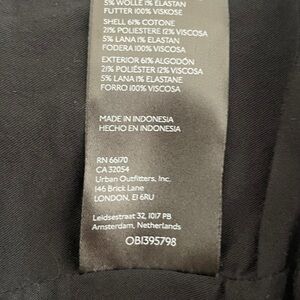 5% WOLLE 1% ELASTAN
FUTTER 100% VISKOSE
SHELL 61% COTONE
21% POLIESTERE 12% VISCOSA
5% LANA 1% ELASTAN
FODERA 100% VISCOSA
EXTERIOR 61% ALGODÓN
21% POLIÉSTER 12% VISCOSA
5% LANA 1% ELASTANE
FORRO 100% VISCOSA
MADE IN INDONESIA
HECHO EN INDONESIA
RN 66170
CA 32054
Urban Outfitters, Inc.
146 Brick Lane
LONDON, E1 6RU
Leidsestraat 32, 1017 PB
Amsterdam, Netherlands
OB1395798